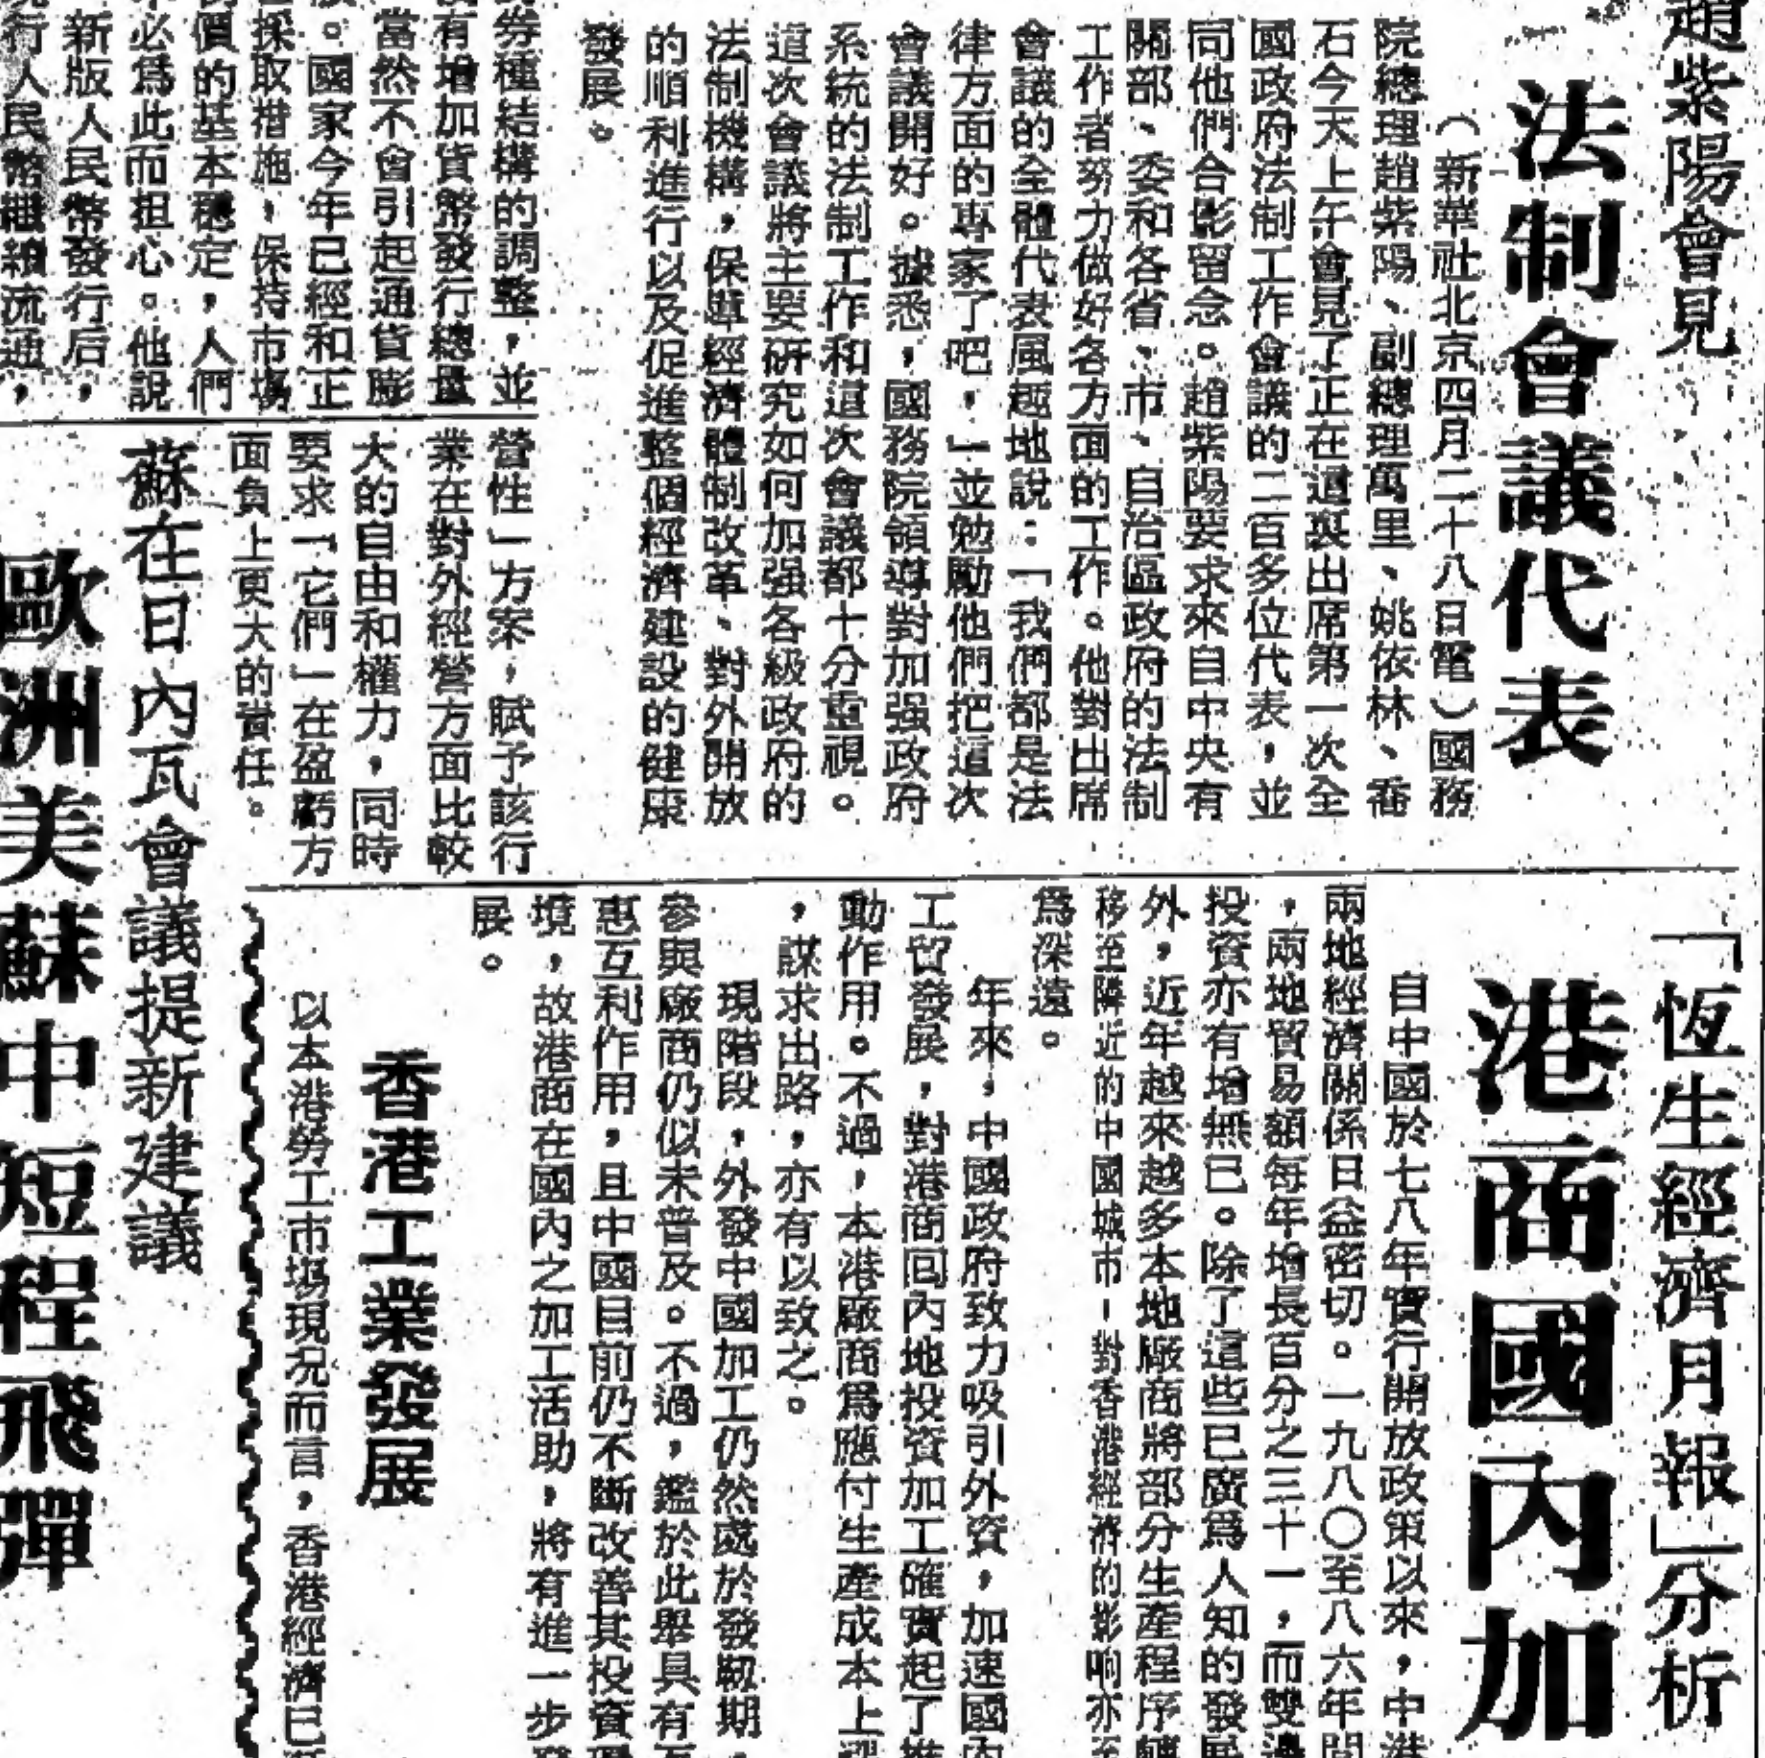 趙紫陽會見
法制會議代表
（新華社北京四月二十八日電）國務
院總理趙紫陽、副總理萬里、姚依林、喬
石今天上午會見了正在這裏出席第一次全
國政府法制工作會議的二百多位代表，並
同他們合影留念。趙紫陽要求來自中央有
關部、委和各省、市、自治區政府的法制
工作者努力做好各方面的工作。他對出席
會議的全體代表風趣地說：「我們都是法
律方面的專家了吧，」並勉勵他們把這次
會議開好。據悉，國務院領導對加强政府
系統的法制工作和這次會議都十分重視。
這次會議將主要研究如何加强各級政府的
法制機構，保障經濟體制改革、對外開放
的順利進行以及促進整個經濟建設的健康
發展。
券種結構的調整，並
有增加貨幣發行總量
當然不會引起通貨膨
。國家今年已經和正
採取措施，保持市場
價的基本穩定，人們
必爲此而担心。他說
新版人民幣發行后，
行人民幣繼續流通，
營性」方案，賦予該行
業在對外經營方面比較
大的自由和權力，同時
要求「它們」在盈虧方
面負上更大的責任。
蘇在日內瓦會議提新建議
歐洲美蘇中短程飛彈
「恆生經濟月報」分析
港商國內加
自中國於七八年實行開放政策以來，中港
兩地經濟關係日益密切。一九八〇至八六年間
，兩地貿易額每年增長百分之三十一，而雙邊
投資亦有增無已。除了這些已廣爲人知的發展
外，近年越來越多本地廠商將部分生產程序轉
移至隣近的中國城市－對香港經濟的影响亦至
爲深遠。
年來，中國政府致力吸引外資，加速國內
工貿發展，對港商回內地投資加工確實起了推
動作用。不過，本港廠商爲應付生產成本上
，謀求出路，亦有以致之。
現階段，外發中國加工仍然處於發軔期，
參與廠商仍似未普及。不過，鑑於此舉具有互
惠互利作用，且中國目前仍不斷改善其投資環
境，故港商在國內之加工活助，將有進一步發
展。
香港工業發展
以本港勞工市場現况而言，香港經濟已